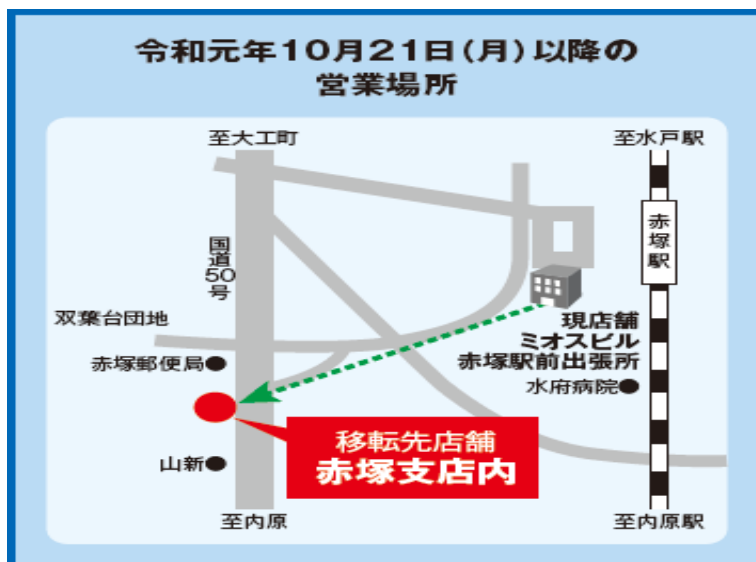 令和元年10月21日(月)以降の
営業場所
至大工町
至水戸駅
赤塚駅
国道50号
双葉台団地
現店舗
ミオスビル
赤塚駅前出張所
赤塚郵便局
水府病院
移転先店舗
赤塚支店内
山新
至内原
至内原駅